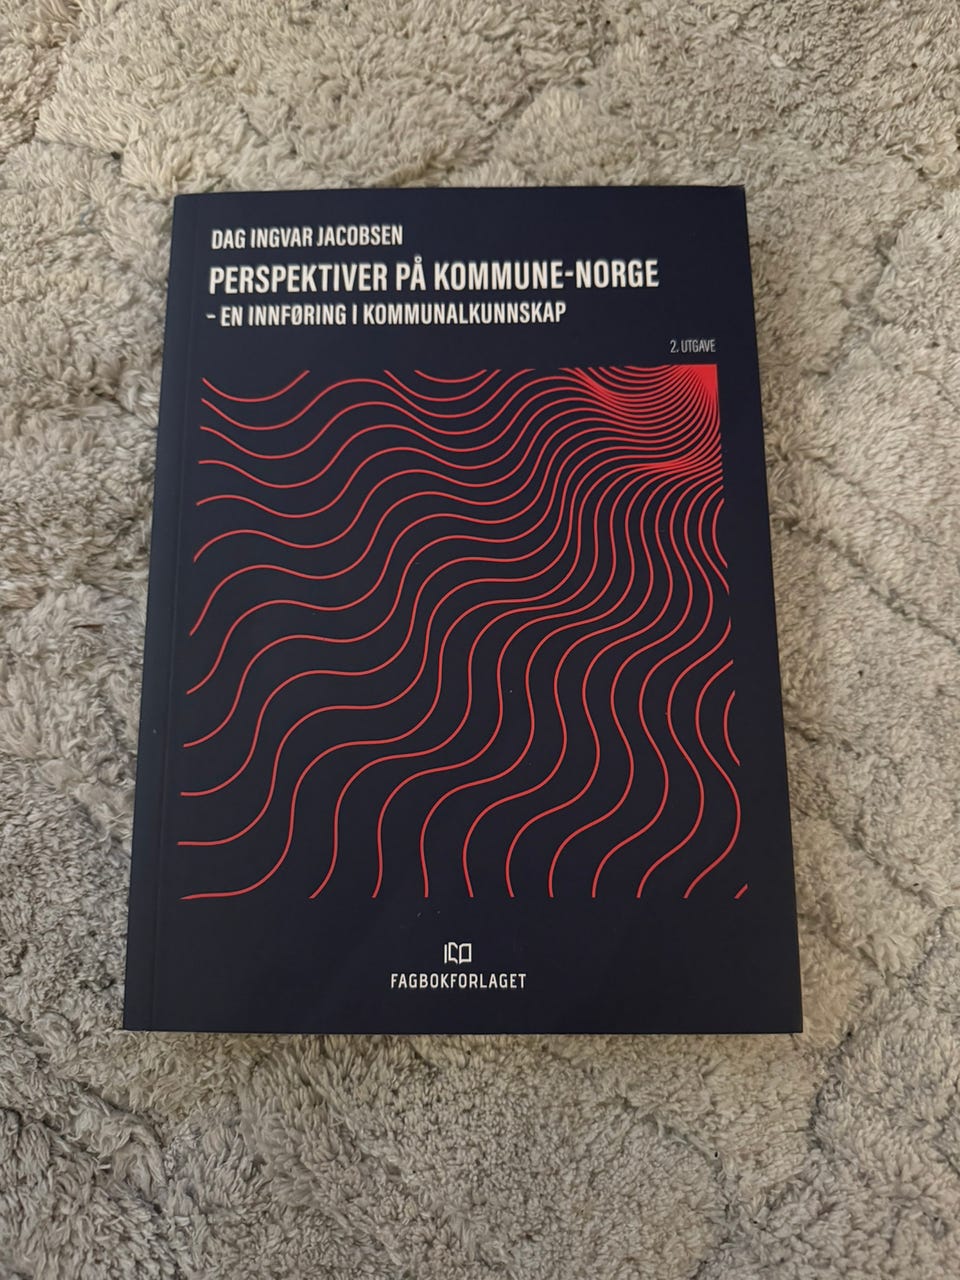 DAG INGVAR JACOBSEN
PERSPEKTIVER PÅ KOMMUNE-NORGE
– EN INNFØRING I KOMMUNALKUNNSKAP
2. UTGAVE
FAGBOKFORLAGET